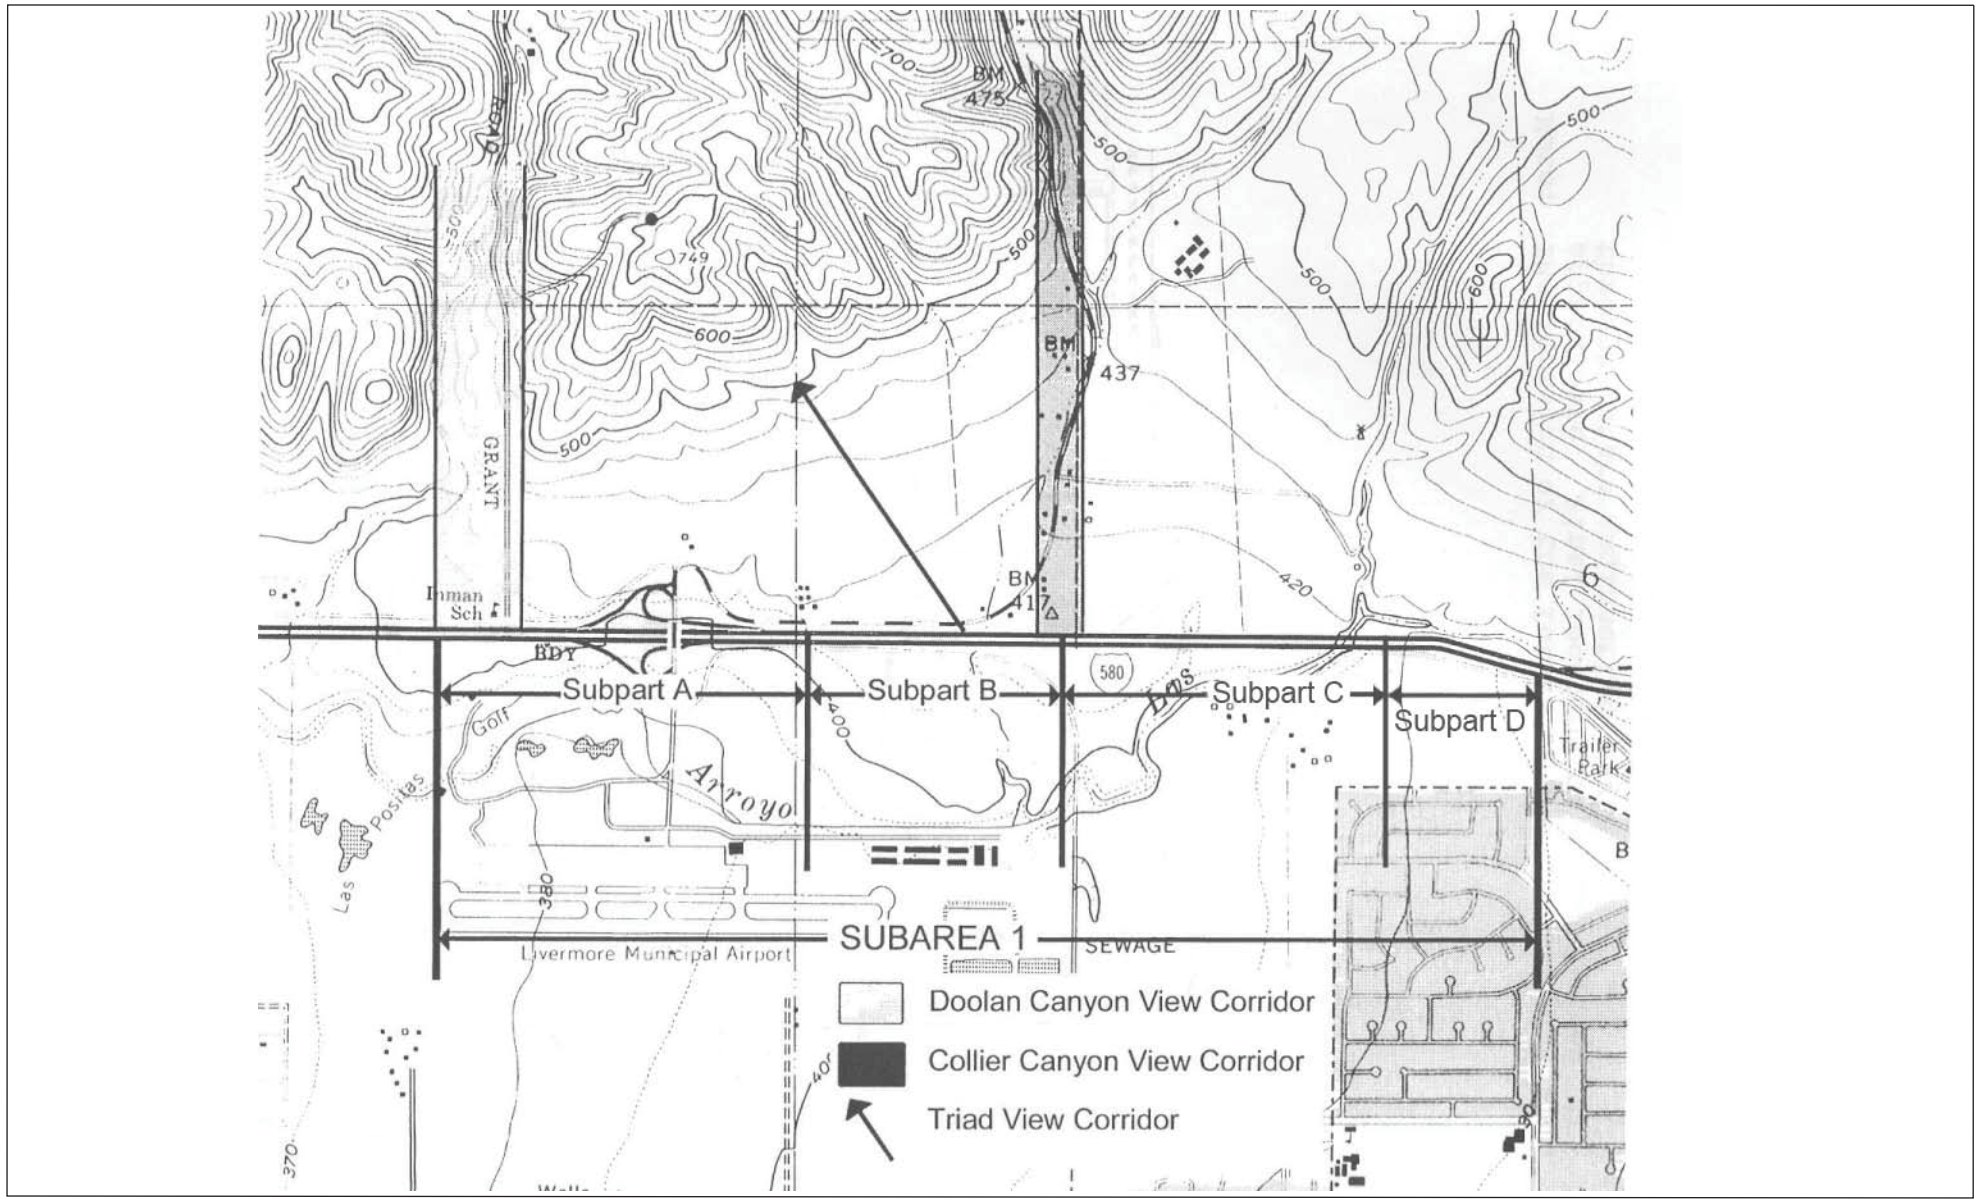 700
BM
475
ROAD
500
500
500
500
749
500
600
600
BM
437
500
GRANT
420
6
BM
417
Inman
Sch
BDY
580
Los
Subpart A
Subpart B
Subpart C
Subpart D
Golf
400
Trailer
Park
Arroyo
Las Positas
B
380
SUBAREA 1
Livermore Municipal Airport
SEWAGE
Doolan Canyon View Corridor
Collier Canyon View Corridor
Triad View Corridor
370